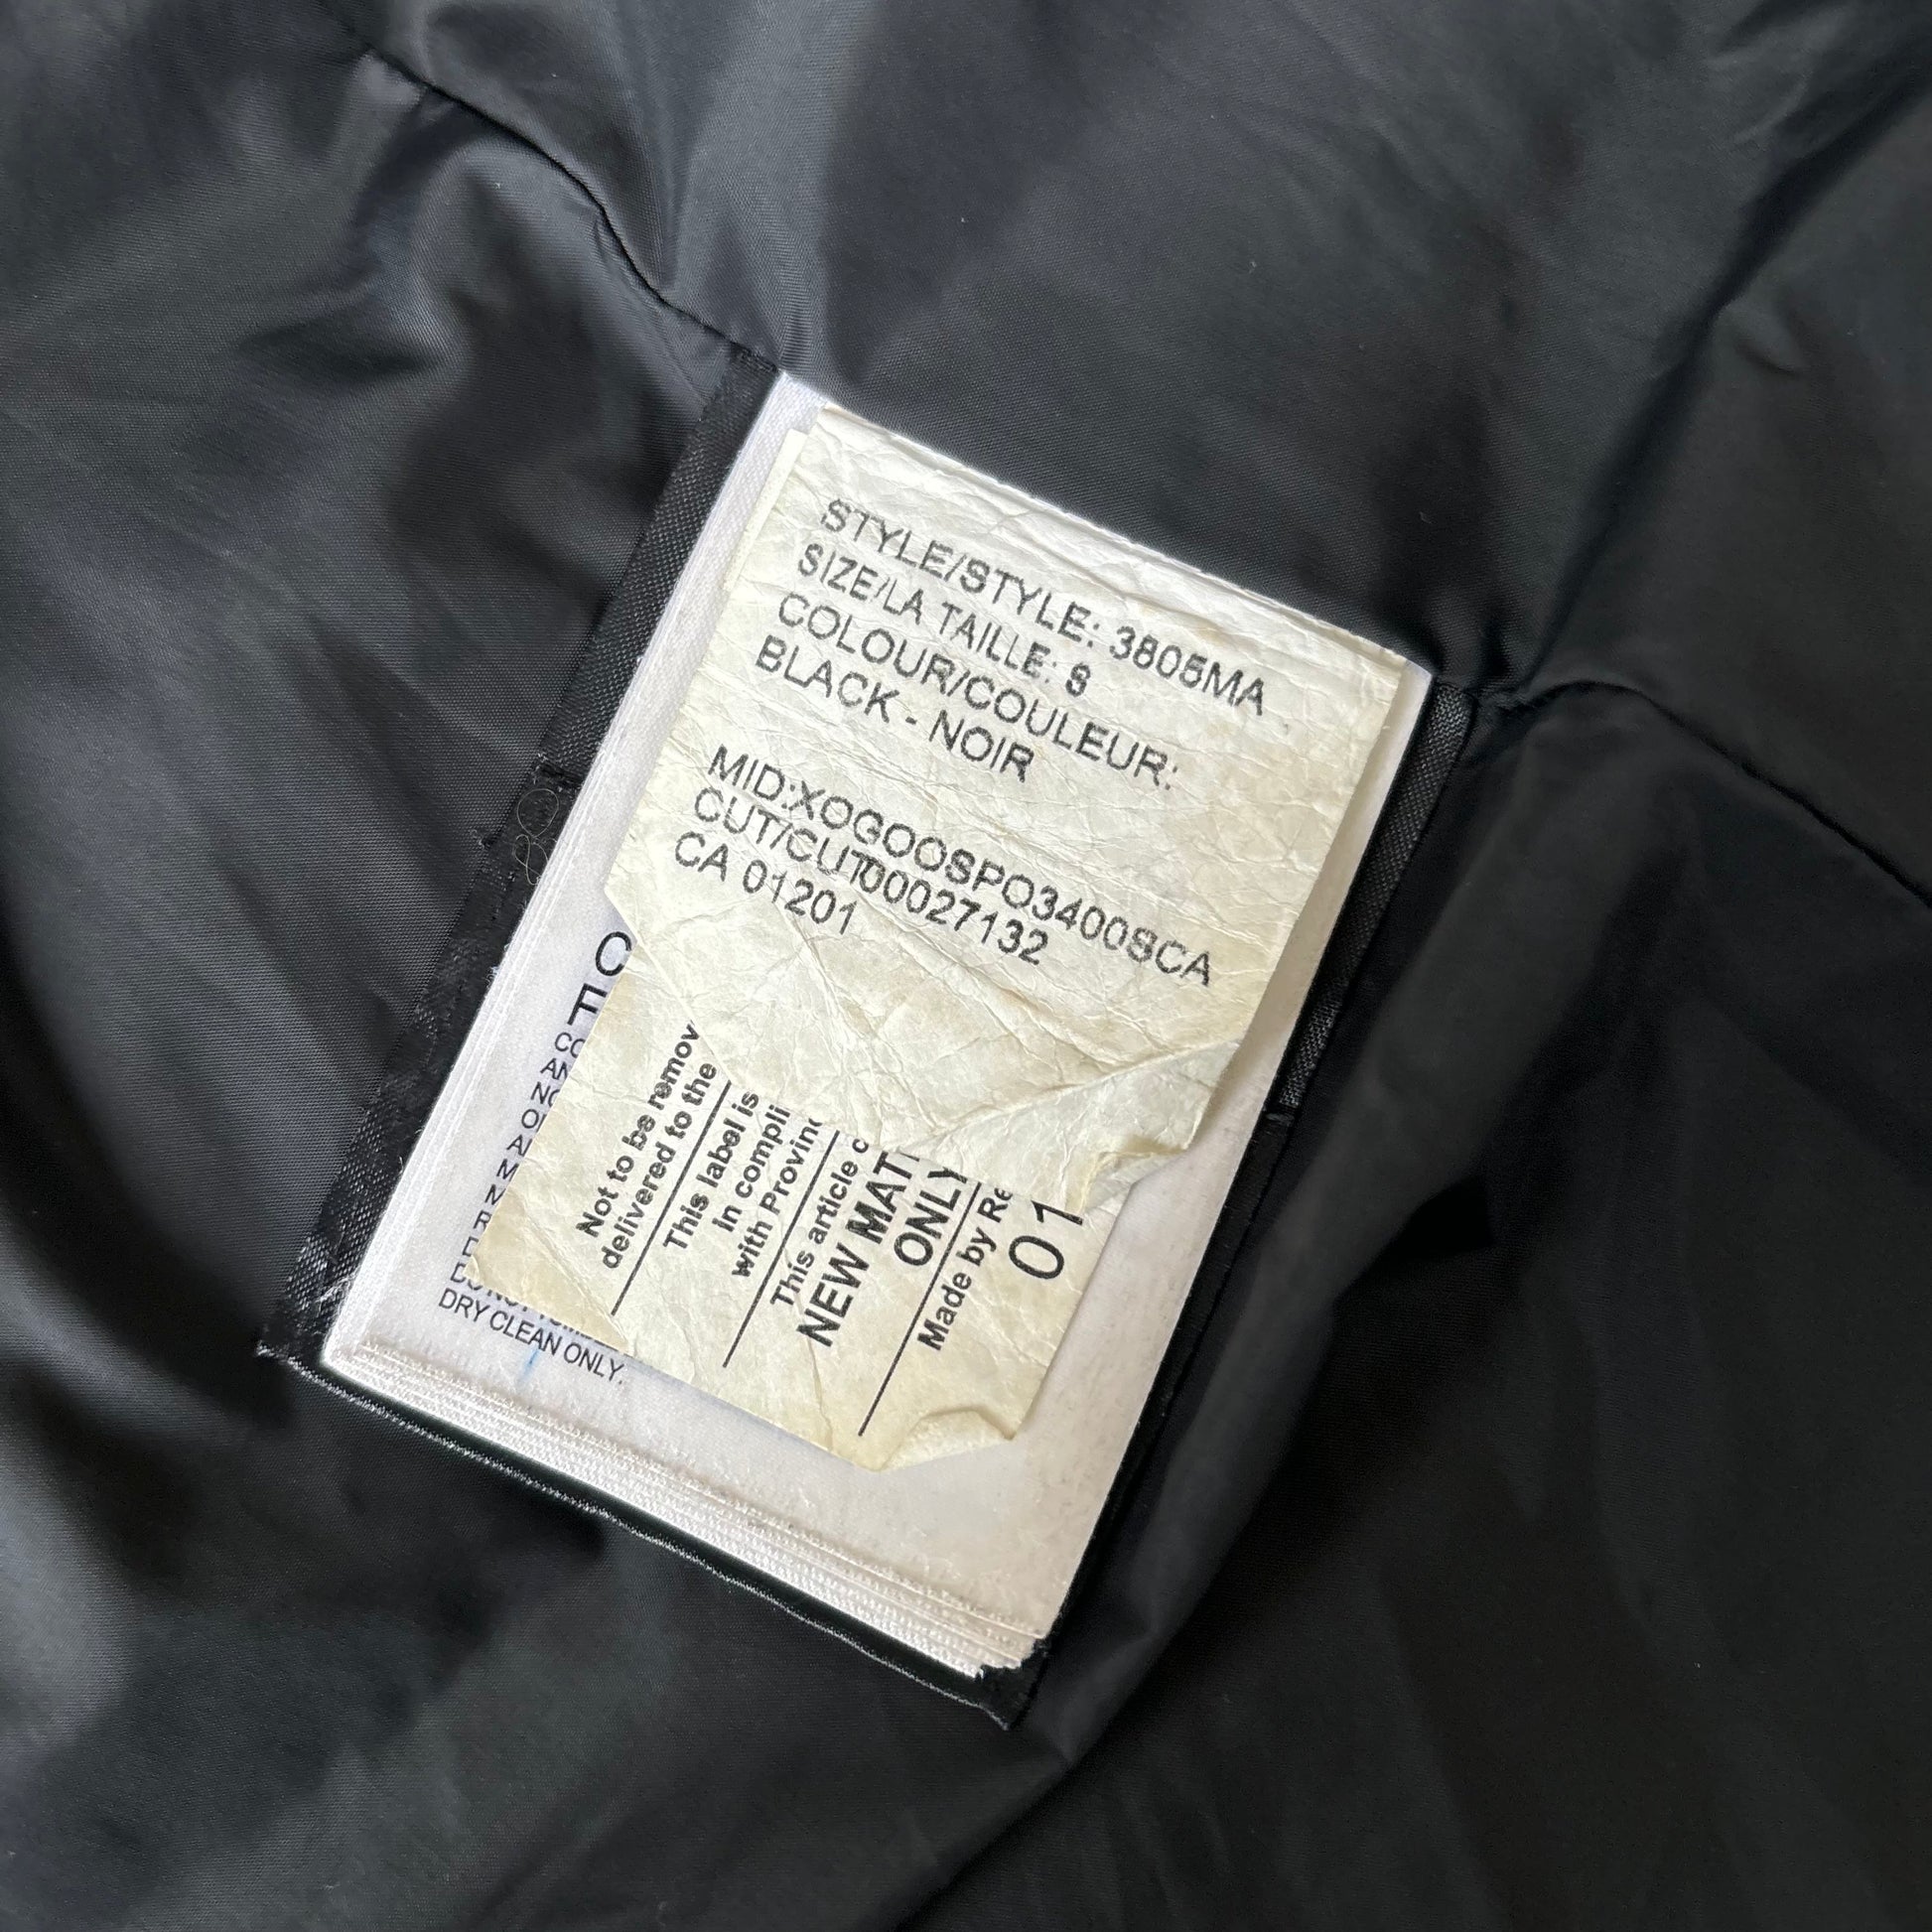 STYLE/STYLE: 3805MA
SIZE/LA TAILLE: S
COLOUR/COULEUR:
BLACK - NOIR
MID:XOGOOSPO3400SCA
CUT/CUT00027132
CA 01201
Not to be remov
delivered to the
This label is
in compli
with Provinc
This article c
NEW MAT
ONLY
Made by Re
01
DRY CLEAN ONLY.